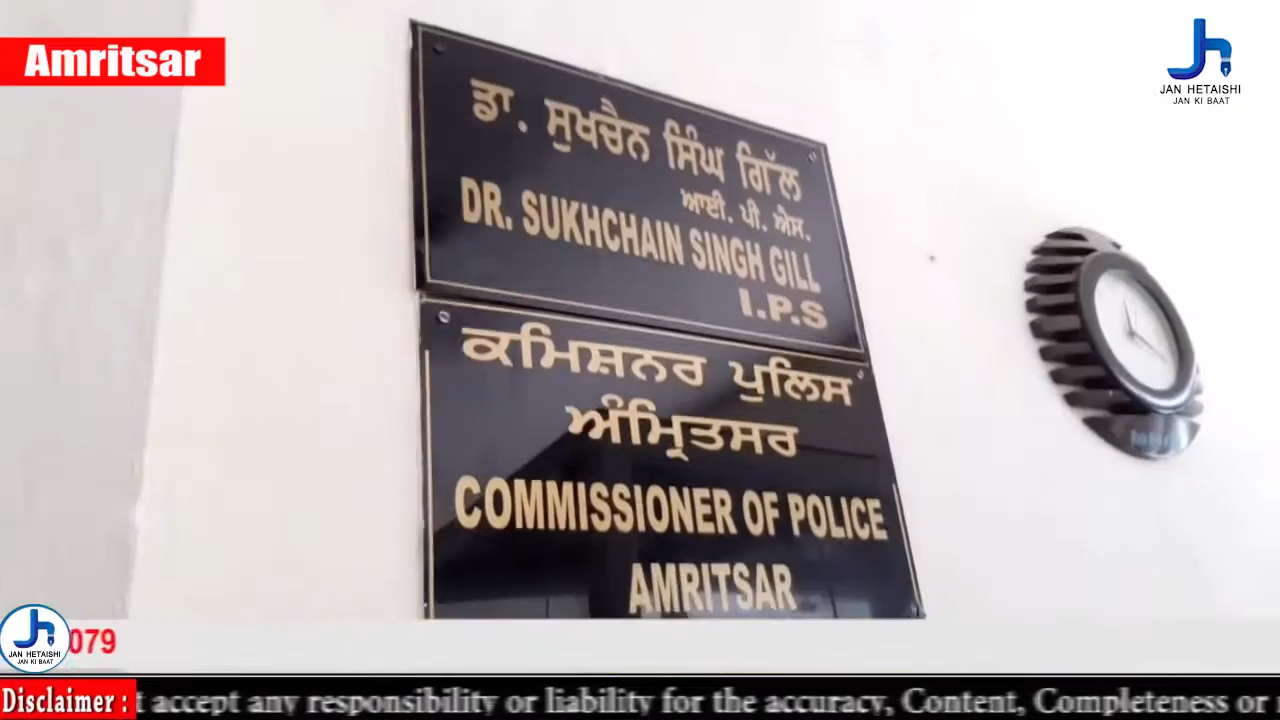 Amritsar
JAN HETAISHI
JAN KI BAAT
ਡਾ. ਸੁਖਚੈਨ ਸਿੰਘ ਗਿੱਲ
ਆਈ. ਪੀ. ਐਸ.
DR. SUKHCHAIN SINGH GILL
I.P.S
ਕਮਿਸ਼ਨਰ ਪੁਲਿਸ
ਅੰਮ੍ਰਿਤਸਰ
COMMISSIONER OF POLICE
AMRITSAR
JAN HETAISHI
JAN KI BAAT
079
Disclaimer : accept any responsibility or liability for the accuracy, Content, Completeness or